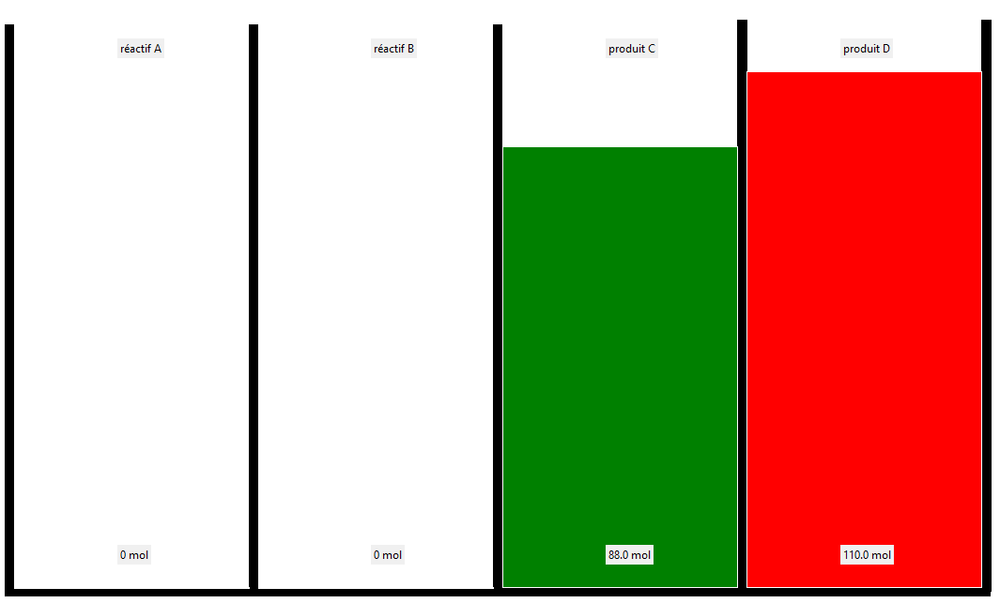 réactif A
réactif B
produit C
produit D
0 mol
0 mol
88.0 mol
110.0 mol